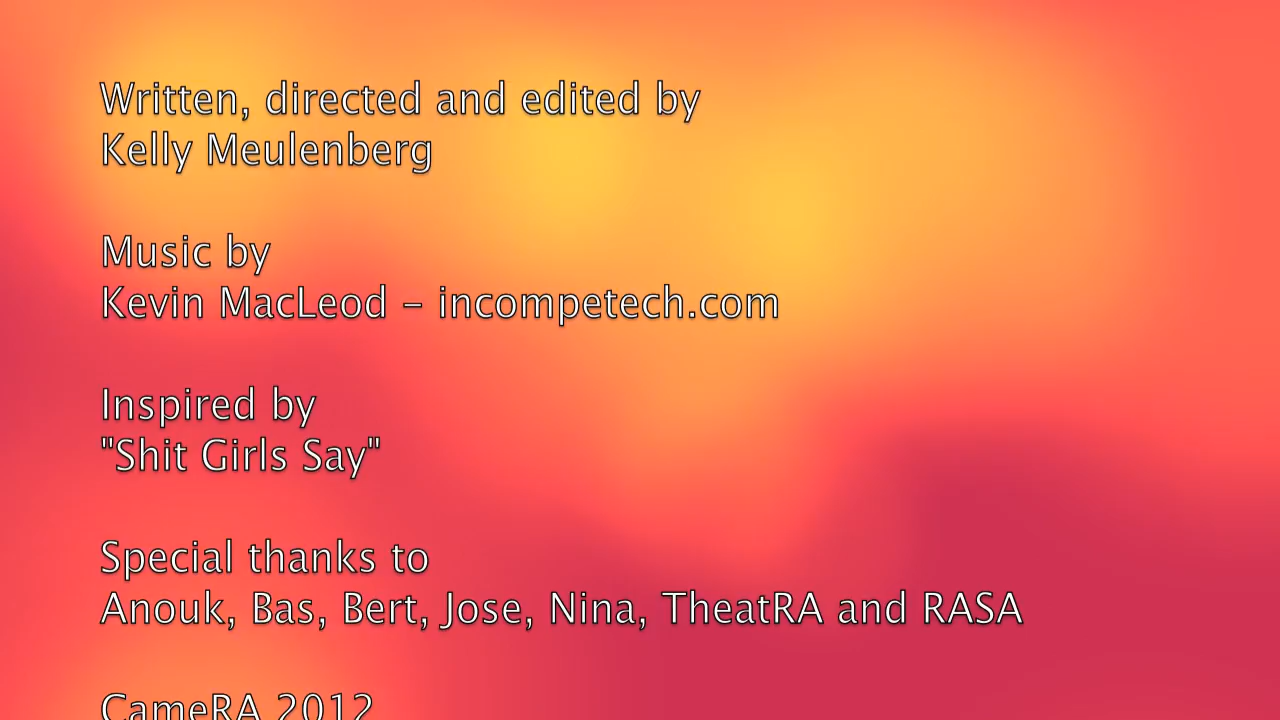 Written, directed and edited by
Kelly Meulenberg
Music by
Kevin MacLeod – incompetech.com
Inspired by
"Shit Girls Say"
Special thanks to
Anouk, Bas, Bert, Jose, Nina, TheatRA and RASA
CameRA 2012